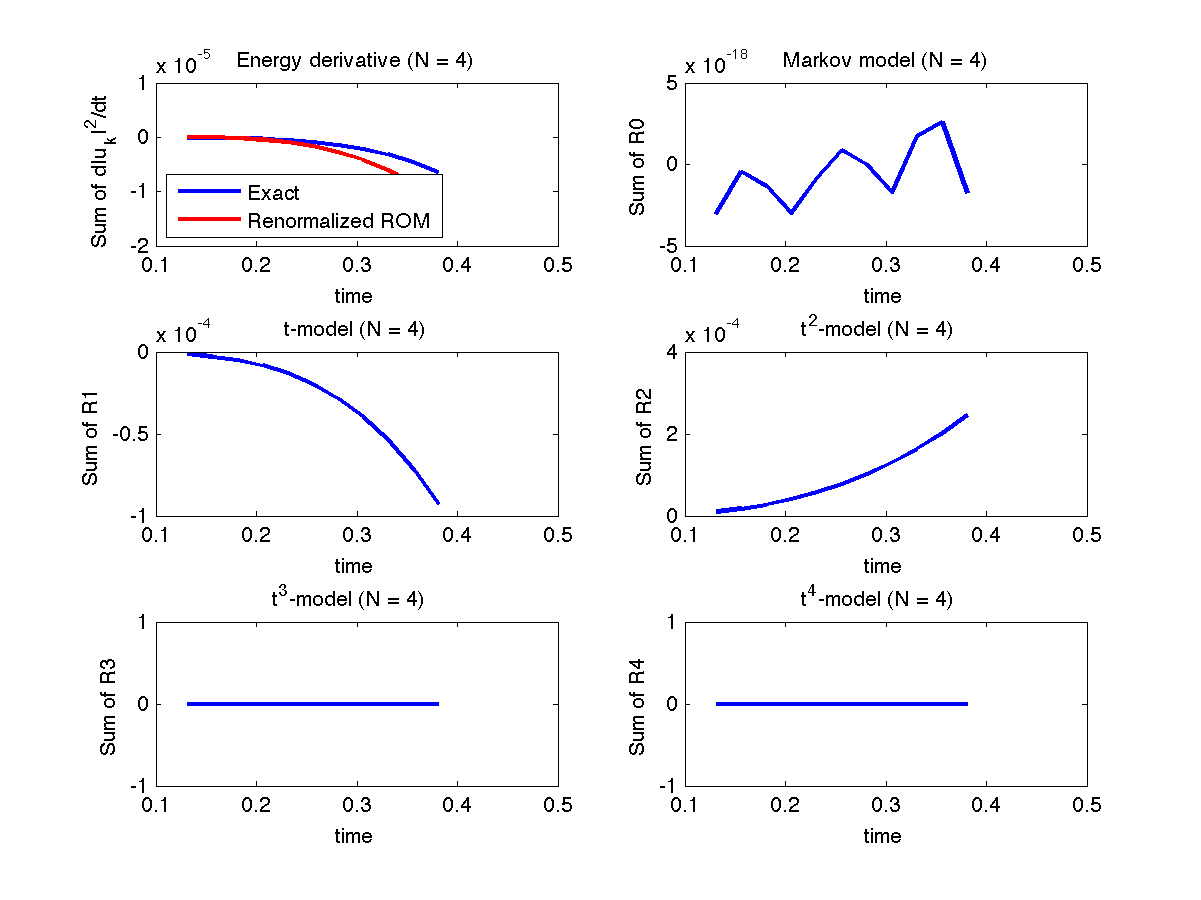 Energy derivative (N = 4)
x 10^-5
Sum of d|u_k|^2/dt
1
0
-1
-2
Exact
Renormalized ROM
0.1 0.2 0.3 0.4 0.5
time
Markov model (N = 4)
x 10^-18
Sum of R0
5
0
-5
0.1 0.2 0.3 0.4 0.5
time
t-model (N = 4)
x 10^-4
Sum of R1
0
-0.5
-1
0.1 0.2 0.3 0.4 0.5
time
t^2-model (N = 4)
x 10^-4
Sum of R2
4
2
0
0.1 0.2 0.3 0.4 0.5
time
t^3-model (N = 4)
Sum of R3
1
0
-1
0.1 0.2 0.3 0.4 0.5
time
t^4-model (N = 4)
Sum of R4
1
0
-1
0.1 0.2 0.3 0.4 0.5
time